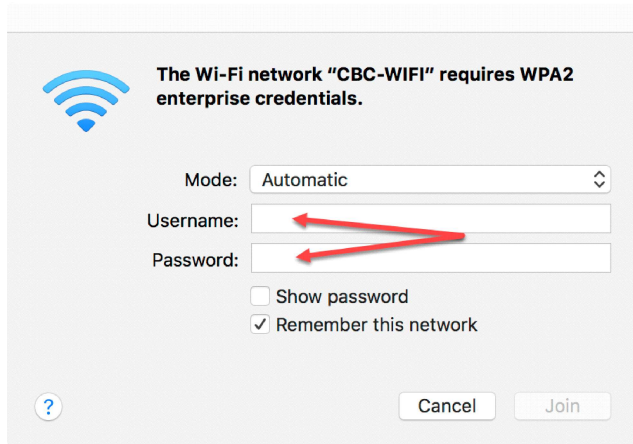 The Wi-Fi network “CBC-WIFI” requires WPA2
enterprise credentials.
Mode: Automatic
Username:
Password:
Show password
Remember this network
? Cancel Join